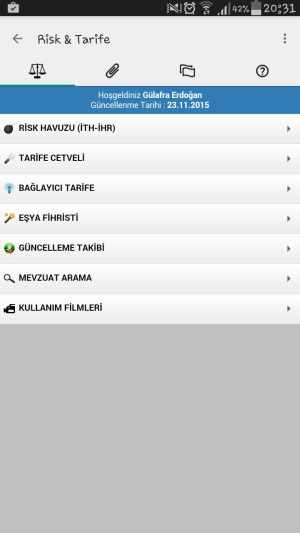 42% 20:31
Risk & Tarife
Hoşgeldiniz Gülafra Erdoğan
Güncellenme Tarihi : 23.11.2015
RİSK HAVUZU (İTH-İHR)
TARİFE CETVELİ
BAĞLAYICI TARİFE
EŞYA FİHRİSTİ
GÜNCELLEME TAKİBİ
MEVZUAT ARAMA
KULLANIM FİLMLERİ